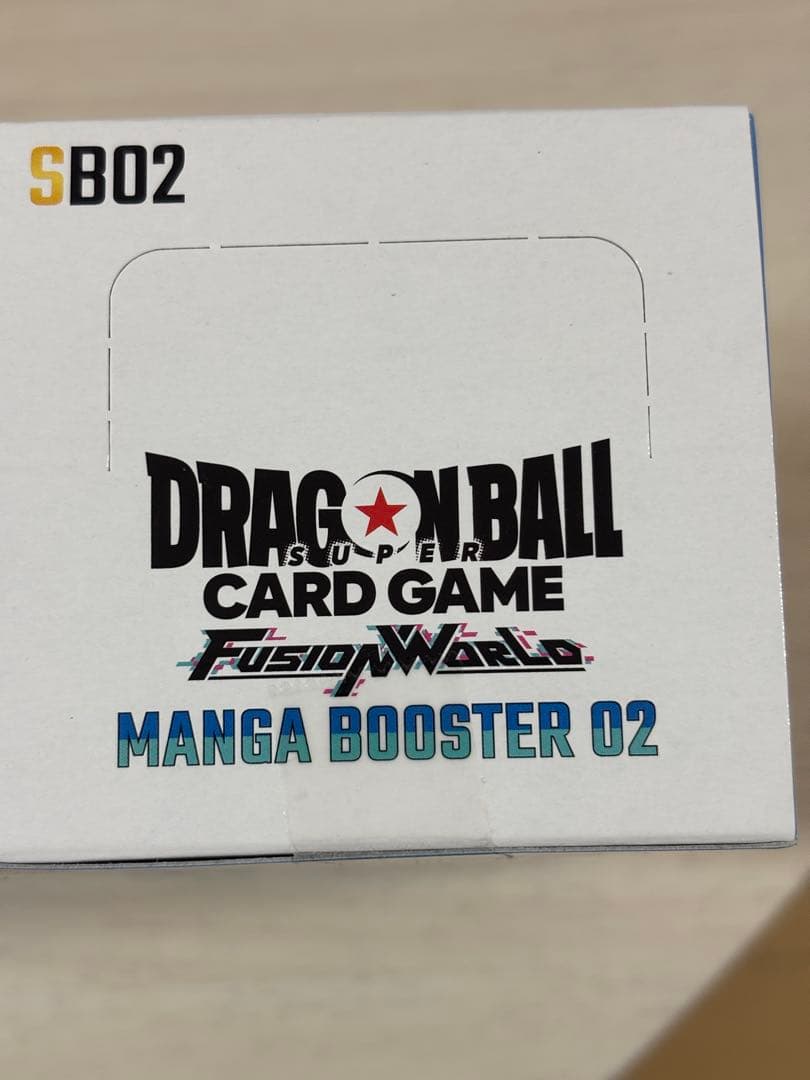 SB02
DRAGON BALL
SUPER
CARD GAME
FUSION WORLD
MANGA BOOSTER 02